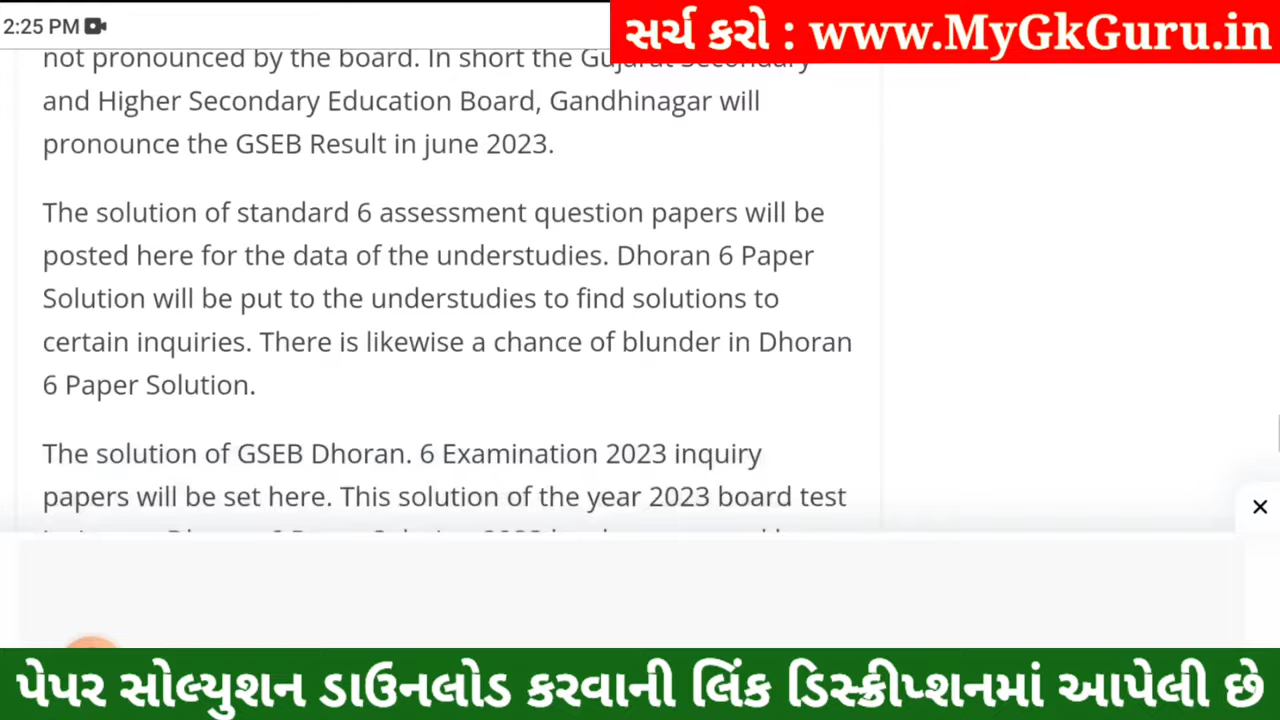 2:25 PM
સર્ચ કરો : www.MyGkGuru.in
not pronounced by the board. In short the Gujarat Secondary
and Higher Secondary Education Board, Gandhinagar will
pronounce the GSEB Result in june 2023.
The solution of standard 6 assessment question papers will be
posted here for the data of the understudies. Dhoran 6 Paper
Solution will be put to the understudies to find solutions to
certain inquiries. There is likewise a chance of blunder in Dhoran
6 Paper Solution.
The solution of GSEB Dhoran. 6 Examination 2023 inquiry
papers will be set here. This solution of the year 2023 board test
પેપર સોલ્યુશન ડાઉનલોડ કરવાની લિંક ડિસ્ક્રીપ્શનમાં આપેલી છે